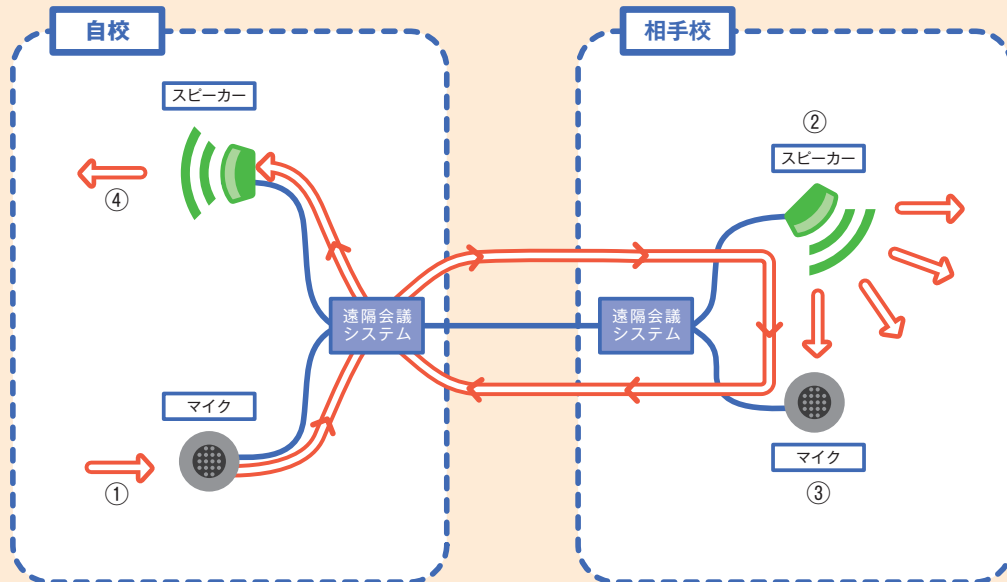 自校
相手校
スピーカー
④
②
スピーカー
遠隔会議
システム
遠隔会議
システム
マイク
①
マイク
③